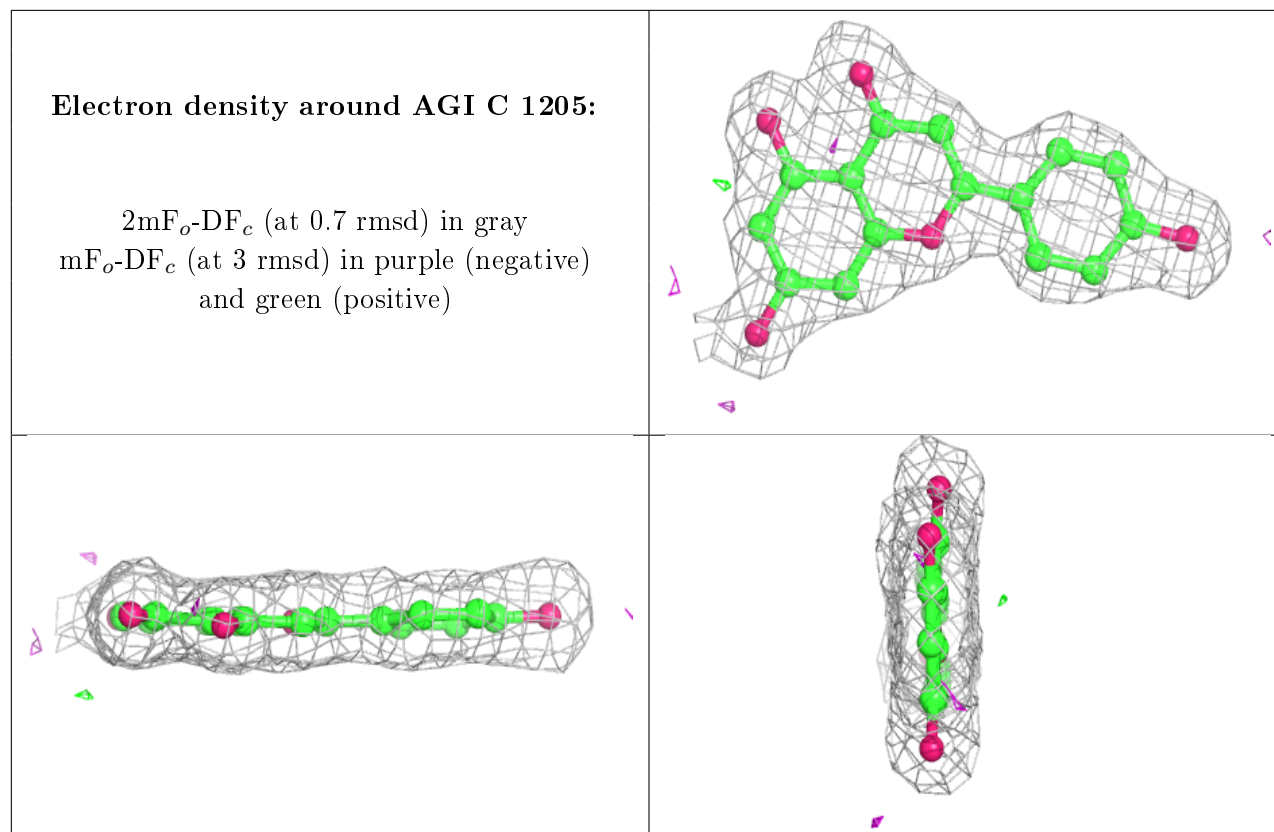 Electron density around AGI C 1205:
2mFo-DFc (at 0.7 rmsd) in gray
mFo-DFc (at 3 rmsd) in purple (negative)
and green (positive)